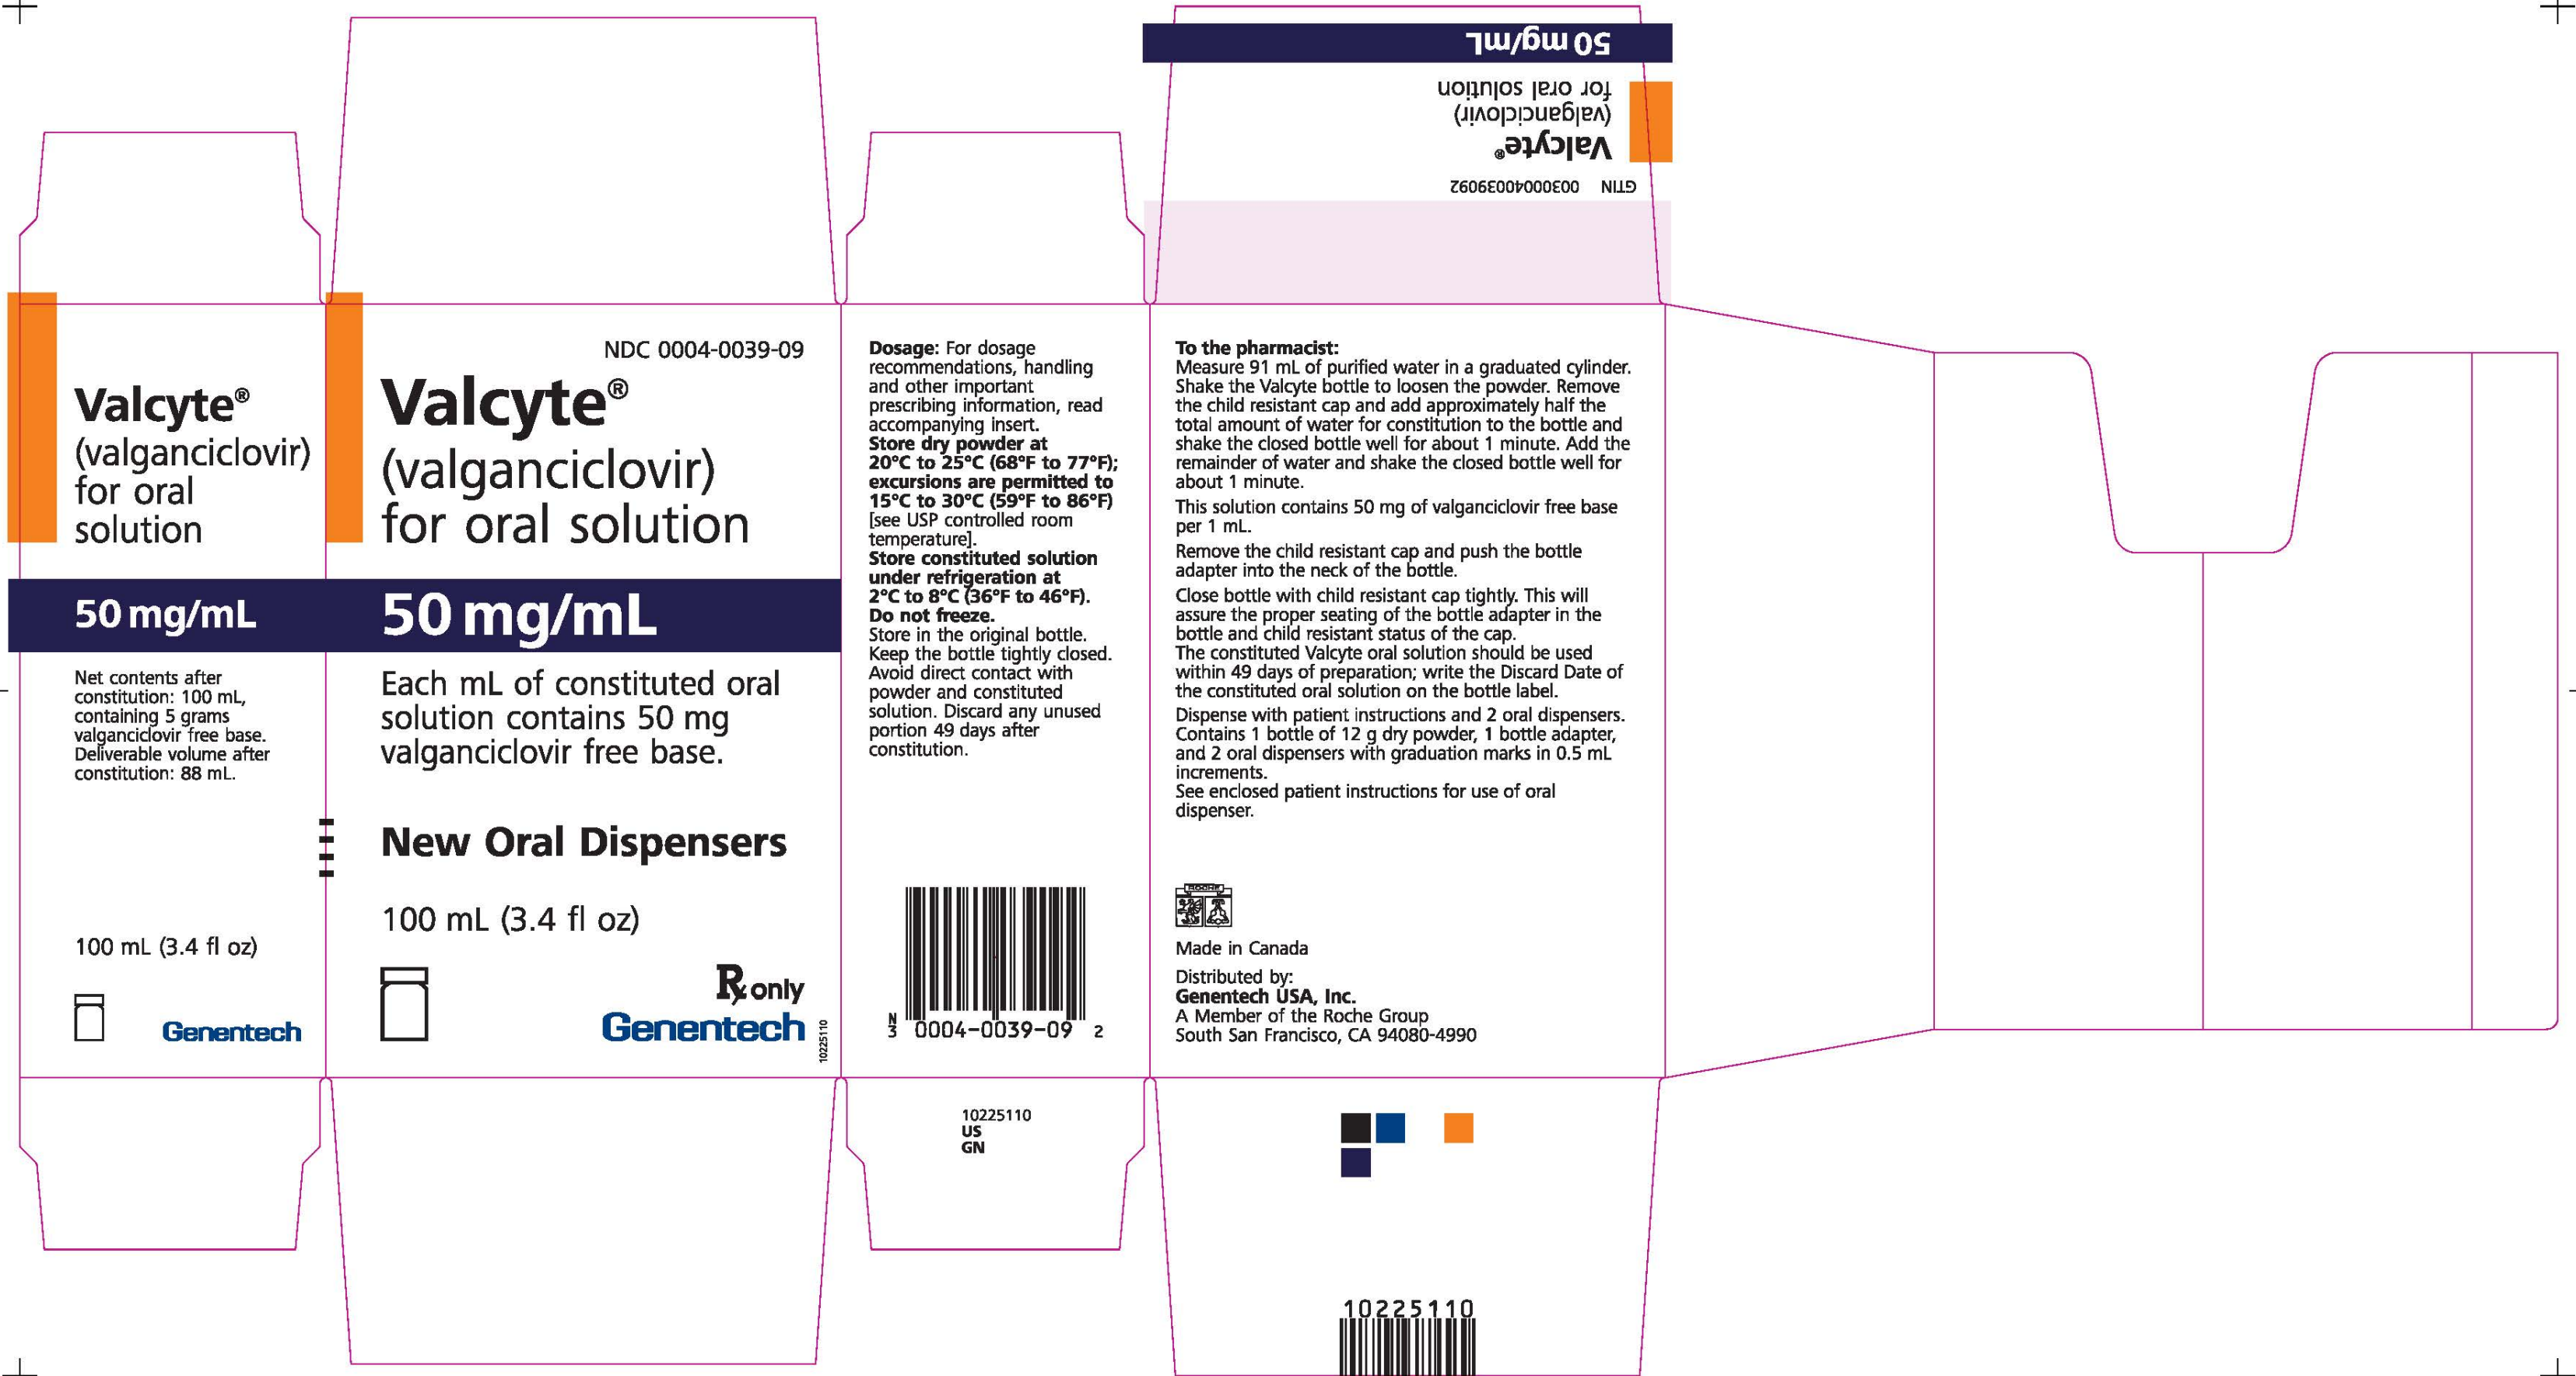 50 mg/mL
for oral solution
(valganciclovir)
Valcyte®
GTIN 00300040039092
Valcyte®
(valganciclovir)
for oral
solution
50 mg/mL
Net contents after
constitution: 100 mL,
containing 5 grams
valganciclovir free base.
Deliverable volume after
constitution: 88 mL.
100 mL (3.4 fl oz)
Genentech
NDC 0004-0039-09
Valcyte®
(valganciclovir)
for oral solution
50 mg/mL
Each mL of constituted oral
solution contains 50 mg
valganciclovir free base.
New Oral Dispensers
100 mL (3.4 fl oz)
Rx only
Genentech
10225110
Dosage: For dosage
recommendations, handling
and other important
prescribing information, read
accompanying insert.
Store dry powder at
20°C to 25°C (68°F to 77°F);
excursions are permitted to
15°C to 30°C (59°F to 86°F)
[see USP controlled room
temperature].
Store constituted solution
under refrigeration at
2°C to 8°C (36°F to 46°F).
Do not freeze.
Store in the original bottle.
Keep the bottle tightly closed.
Avoid direct contact with
powder and constituted
solution. Discard any unused
portion 49 days after
constitution.
N
3 0004-0039-09 2
10225110
US
GN
To the pharmacist:
Measure 91 mL of purified water in a graduated cylinder.
Shake the Valcyte bottle to loosen the powder. Remove
the child resistant cap and add approximately half the
total amount of water for constitution to the bottle and
shake the closed bottle well for about 1 minute. Add the
remainder of water and shake the closed bottle well for
about 1 minute.
This solution contains 50 mg of valganciclovir free base
per 1 mL.
Remove the child resistant cap and push the bottle
adapter into the neck of the bottle.
Close bottle with child resistant cap tightly. This will
assure the proper seating of the bottle adapter in the
bottle and child resistant status of the cap.
The constituted Valcyte oral solution should be used
within 49 days of preparation; write the Discard Date of
the constituted oral solution on the bottle label.
Dispense with patient instructions and 2 oral dispensers.
Contains 1 bottle of 12 g dry powder, 1 bottle adapter,
and 2 oral dispensers with graduation marks in 0.5 mL
increments.
See enclosed patient instructions for use of oral
dispenser.
ROCHE
Made in Canada
Distributed by:
Genentech USA, Inc.
A Member of the Roche Group
South San Francisco, CA 94080-4990
10225110